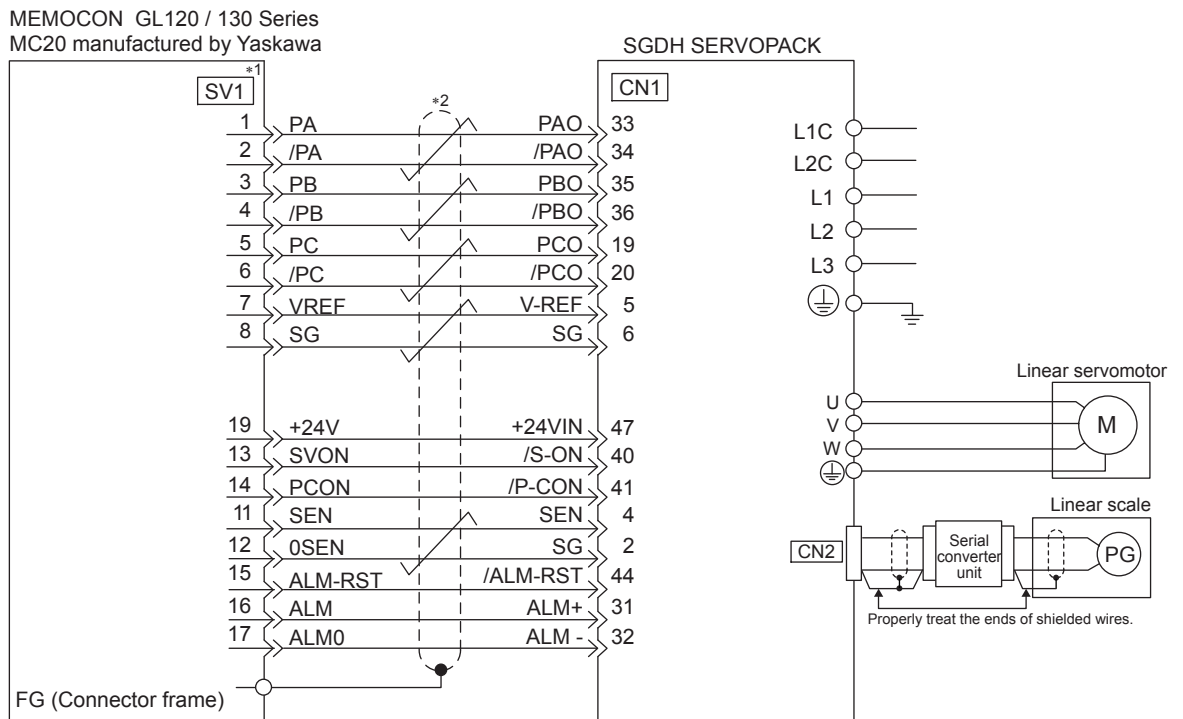 MEMOCON GL120 / 130 Series
MC20 manufactured by Yaskawa
SGDH SERVOPACK
*1
SV1
*2
CN1
1 PA PAO 33
2 /PA /PAO 34
3 PB PBO 35
4 /PB /PBO 36
5 PC PCO 19
6 /PC /PCO 20
7 VREF V-REF 5
8 SG SG 6
19 +24V +24VIN 47
13 SVON /S-ON 40
14 PCON /P-CON 41
11 SEN SEN 4
12 0SEN SG 2
15 ALM-RST /ALM-RST 44
16 ALM ALM+ 31
17 ALM0 ALM - 32
FG (Connector frame)
L1C
L2C
L1
L2
L3
Linear servomotor
U
V
W
M
Linear scale
CN2
Serial
converter
unit
PG
Properly treat the ends of shielded wires.